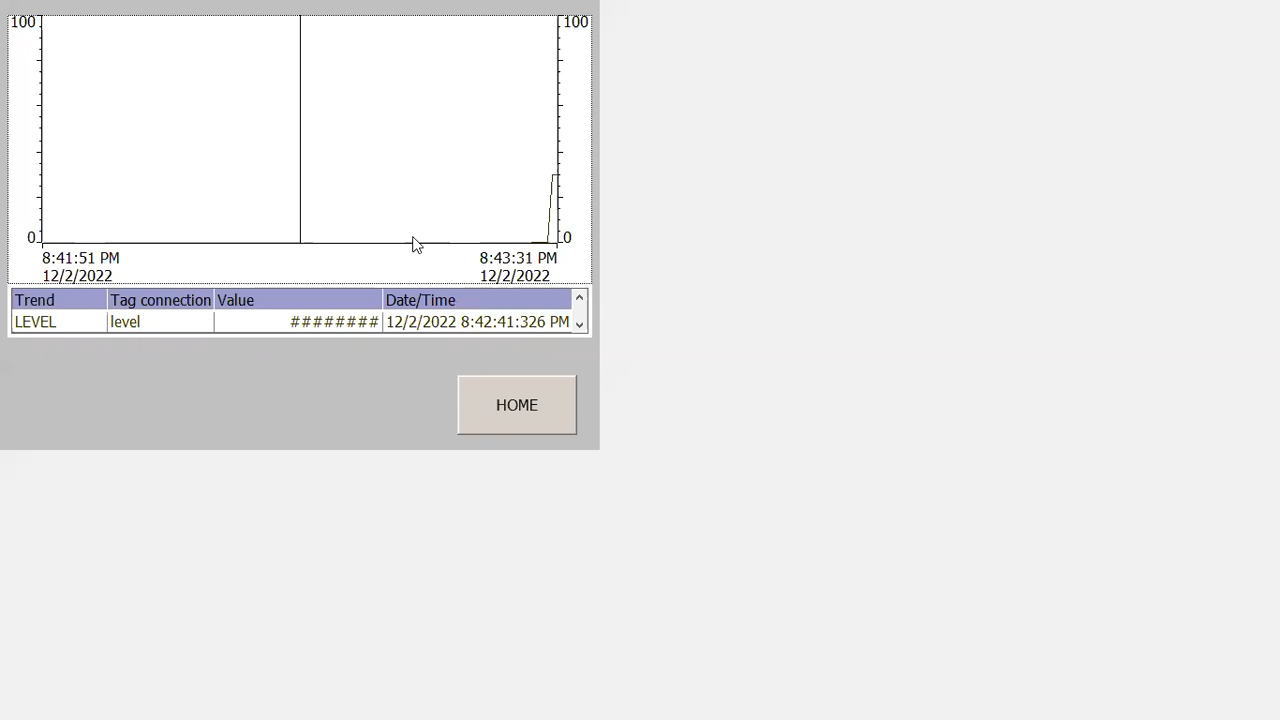 100 100
0 0
8:41:51 PM 8:43:31 PM
12/2/2022 12/2/2022
Trend Tag connection Value Date/Time
LEVEL level ######## 12/2/2022 8:42:41:326 PM
HOME